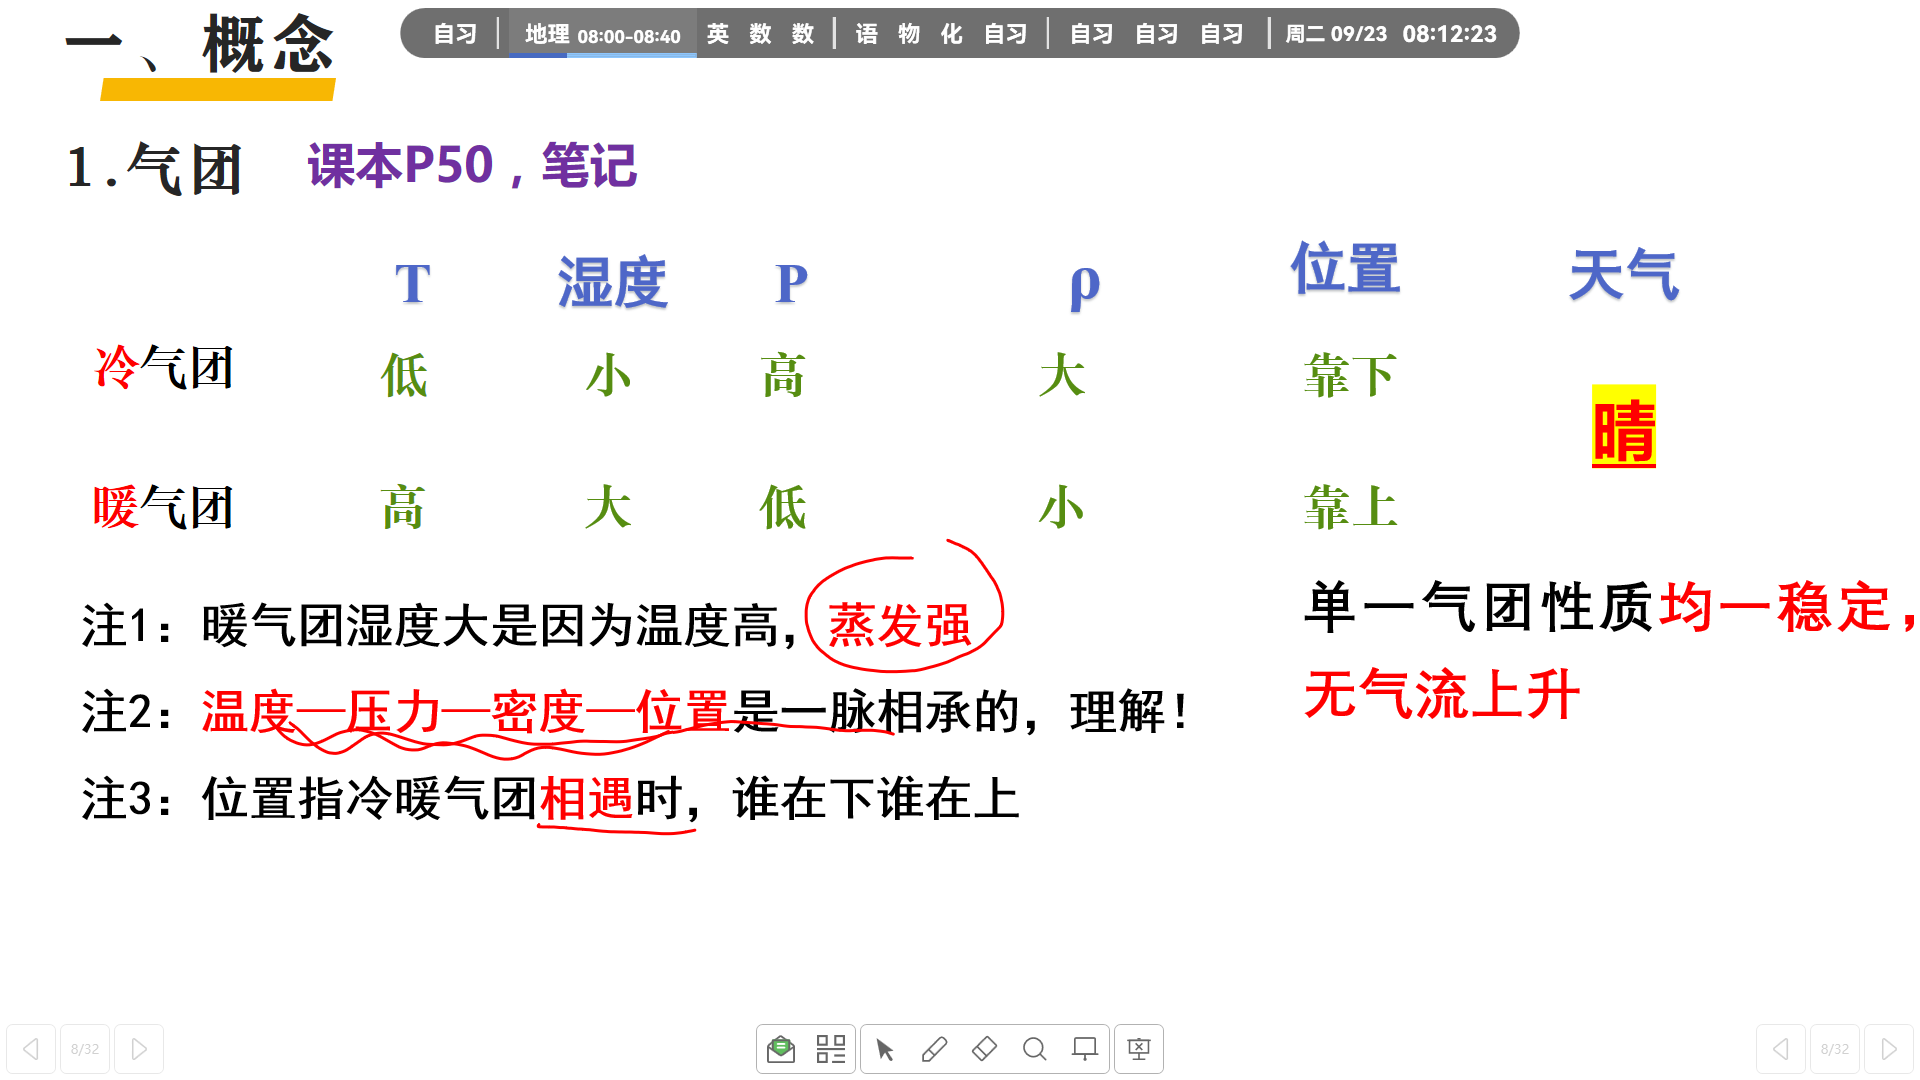 一、概念
自习 地理 08:00-08:40 英 数 数 语 物 化 自习 自习 自习 自习 周二 09/23 08:12:23
1.气团 课本P50，笔记
T 湿度 P ρ 位置 天气
冷气团 低 小 高 大 靠下
晴
暖气团 高 大 低 小 靠上
注1：暖气团湿度大是因为温度高，蒸发强
单一气团性质均一稳定，
无气流上升
注2：温度—压力—密度—位置是一脉相承的，理解！
注3：位置指冷暖气团相遇时，谁在下谁在上
8/32 8/32